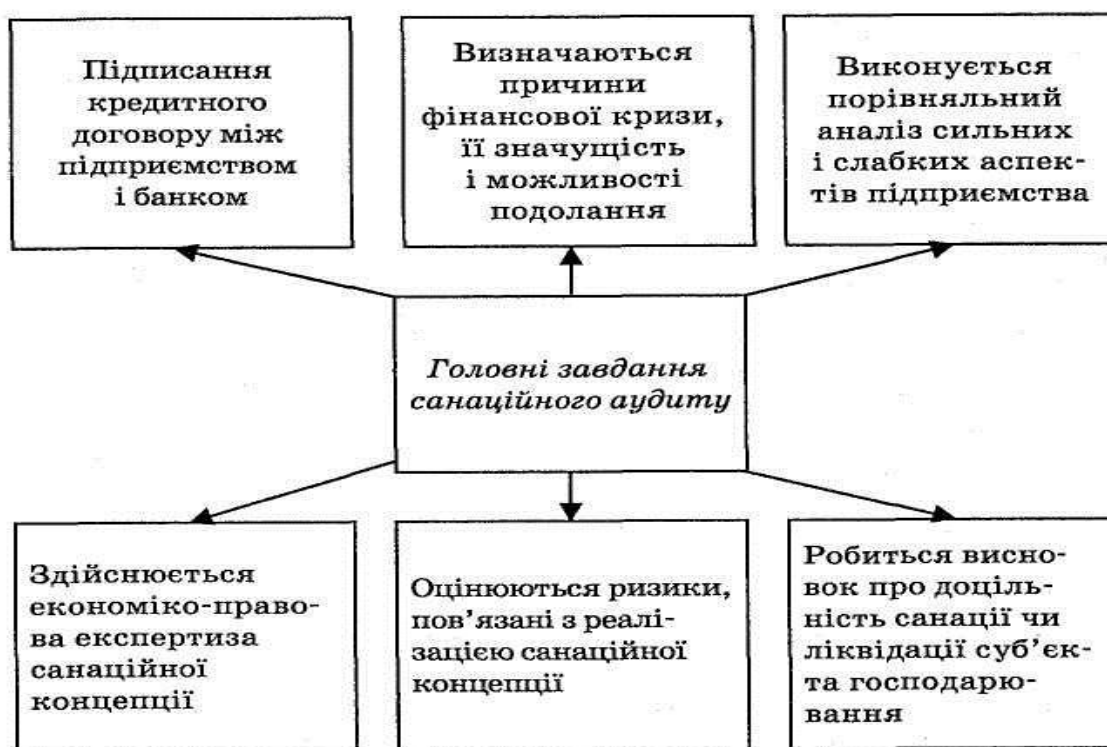 Підписання
кредитного
договору між
підприємством
і банком
Визначаються
причини
фінансової кризи,
її значущість
і можливості
подолання
Виконується
порівняльний
аналіз сильних
і слабких аспек-
тів підприємства
Головні завдання
санаційного аудиту
Здійснюється
економіко-право-
ва експертиза
санаційної
концепції
Оцінюються ризики,
пов’язані з реалі-
зацією санаційної
концепції
Робиться висно-
вок про доціль-
ність санації чи
ліквідації суб’єк-
та господарю-
вання